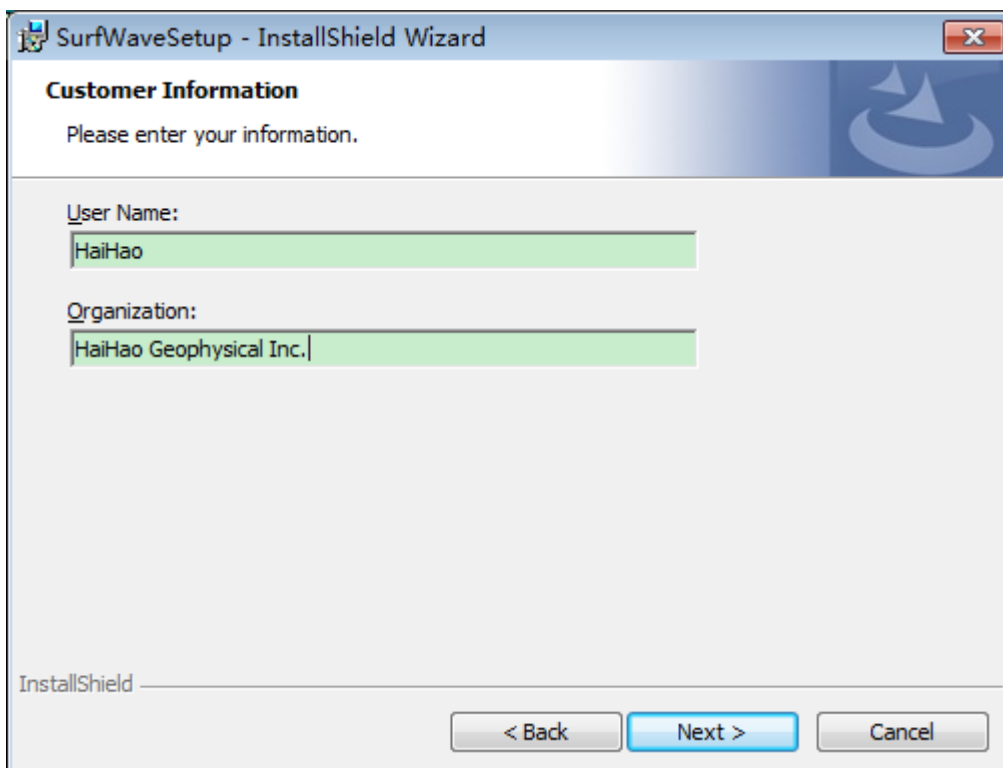 SurfWaveSetup - InstallShield Wizard
Customer Information
Please enter your information.
User Name:
HaiHao
Organization:
HaiHao Geophysical Inc.
InstallShield
< Back Next > Cancel